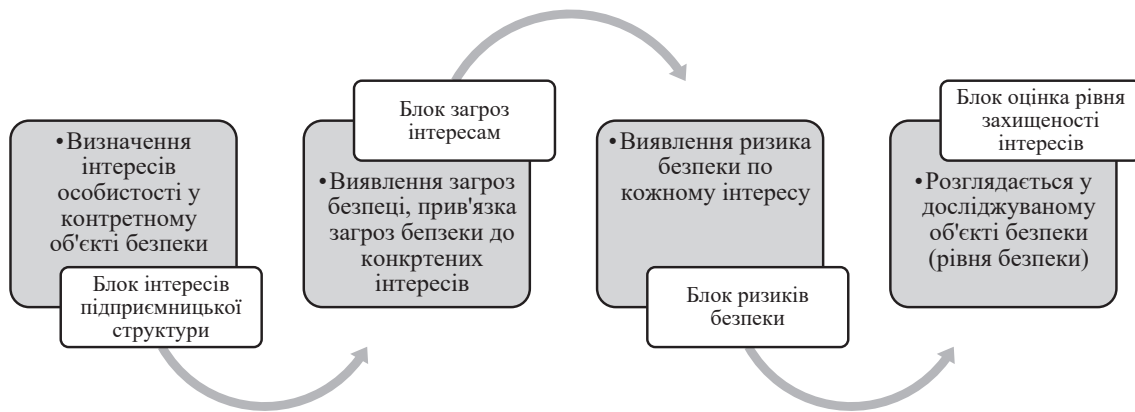 •Визначення
інтересів
особистості у
контретному
об'єкті безпеки
Блок інтересів
підприємницької
структури
Блок загроз
інтересам
•Виявлення загроз
безпеці, прив'язка
загроз бепзеки до
конкртених
інтересів
•Виявлення ризика
безпеки по
кожному інтересу
Блок ризиків
безпеки
Блок оцінка рівня
захищеності
інтересів
•Розглядається у
досліджуваному
об'єкті безпеки
(рівня безпеки)